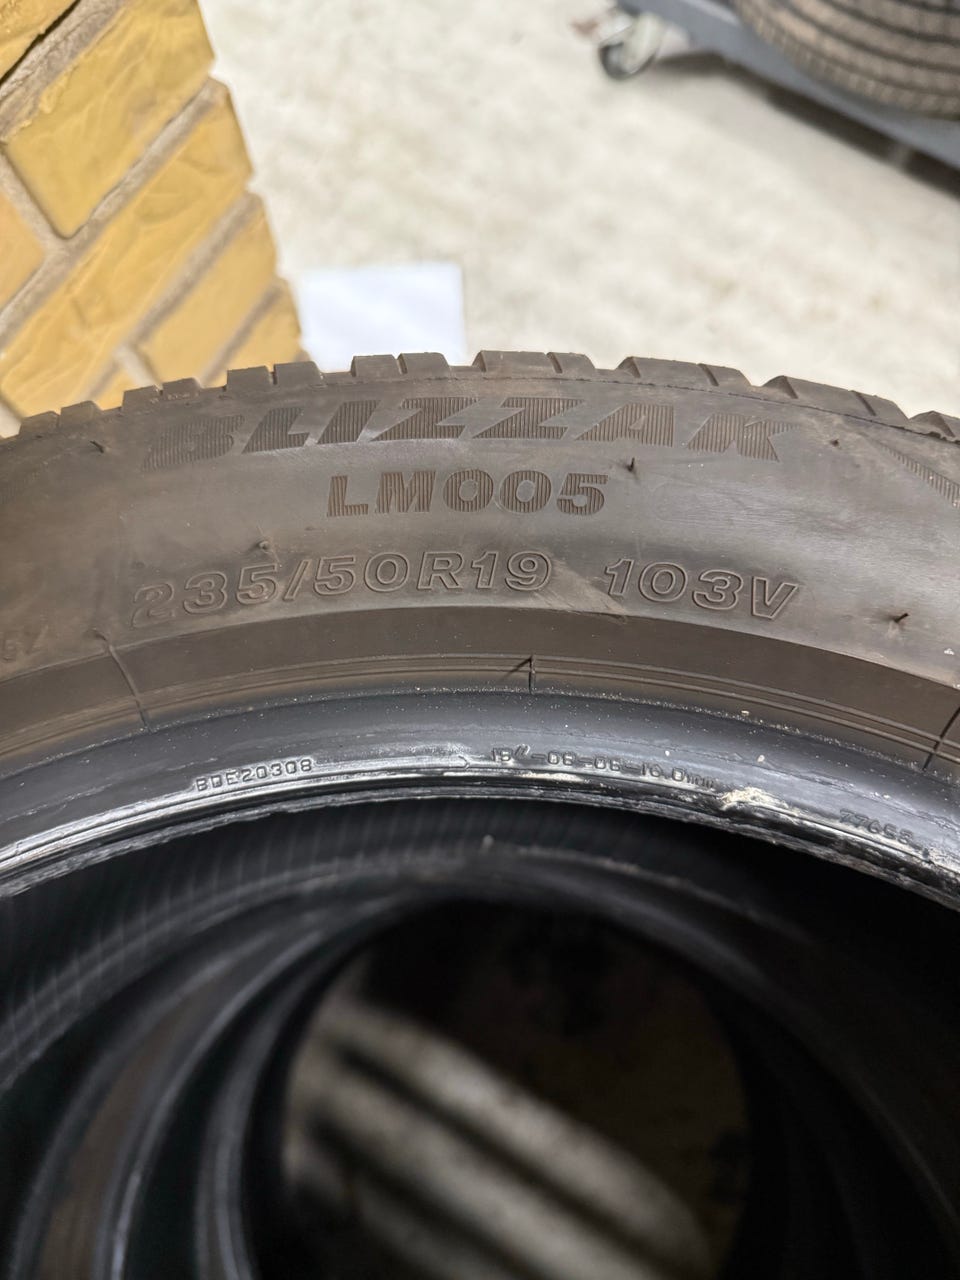 BLIZZAK
LM005
235/50R19 103V
BDE20308